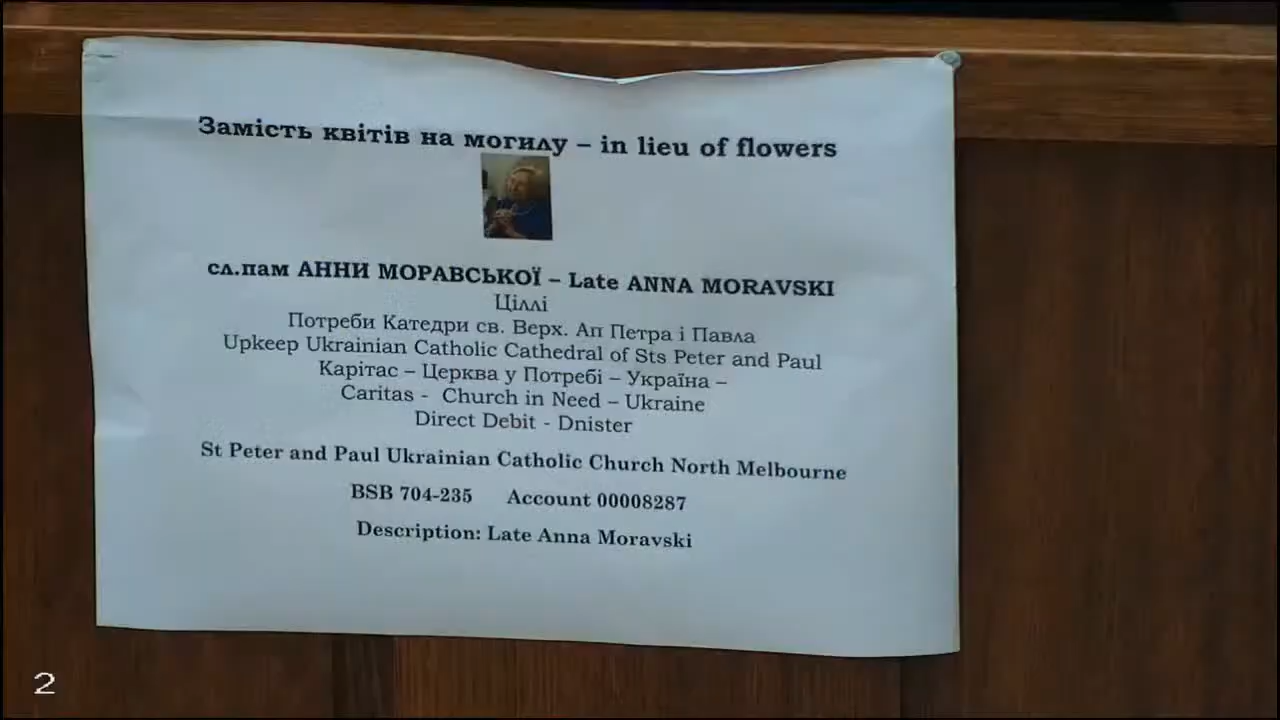 Замість квітів на могилу – in lieu of flowers
сл.пам АННИ МОРАВСЬКОЇ – Late ANNA MORAVSKI
Ціллі
Потреби Катедри св. Верх. Ап Петра і Павла
Upkeep Ukrainian Catholic Cathedral of Sts Peter and Paul
Карітас – Церква у Потребі – Україна –
Caritas - Church in Need – Ukraine
Direct Debit - Dnister
St Peter and Paul Ukrainian Catholic Church North Melbourne
BSB 704-235 Account 00008287
Description: Late Anna Moravski
2